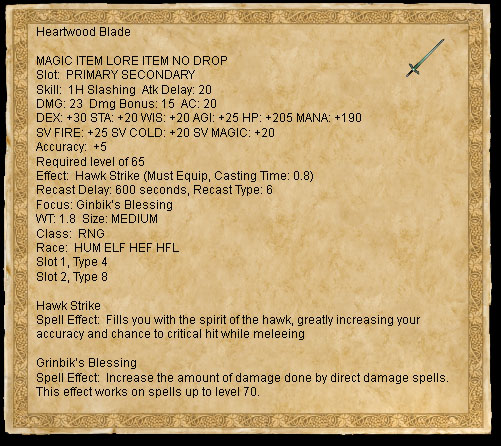 Heartwood Blade
MAGIC ITEM LORE ITEM NO DROP
Slot: PRIMARY SECONDARY
Skill: 1H Slashing Atk Delay: 20
DMG: 23 Dmg Bonus: 15 AC: 20
DEX: +30 STA: +20 WIS: +20 AGI: +25 HP: +205 MANA: +190
SV FIRE: +25 SV COLD: +20 SV MAGIC: +20
Accuracy: +5
Required level of 65
Effect: Hawk Strike (Must Equip, Casting Time: 0.8)
Recast Delay: 600 seconds, Recast Type: 6
Focus: Ginbik's Blessing
WT: 1.8 Size: MEDIUM
Class: RNG
Race: HUM ELF HEF HFL
Slot 1, Type 4
Slot 2, Type 8
Hawk Strike
Spell Effect: Fills you with the spirit of the hawk, greatly increasing your
accuracy and chance to critical hit while meleeing
Grinbik's Blessing
Spell Effect: Increase the amount of damage done by direct damage spells.
This effect works on spells up to level 70.